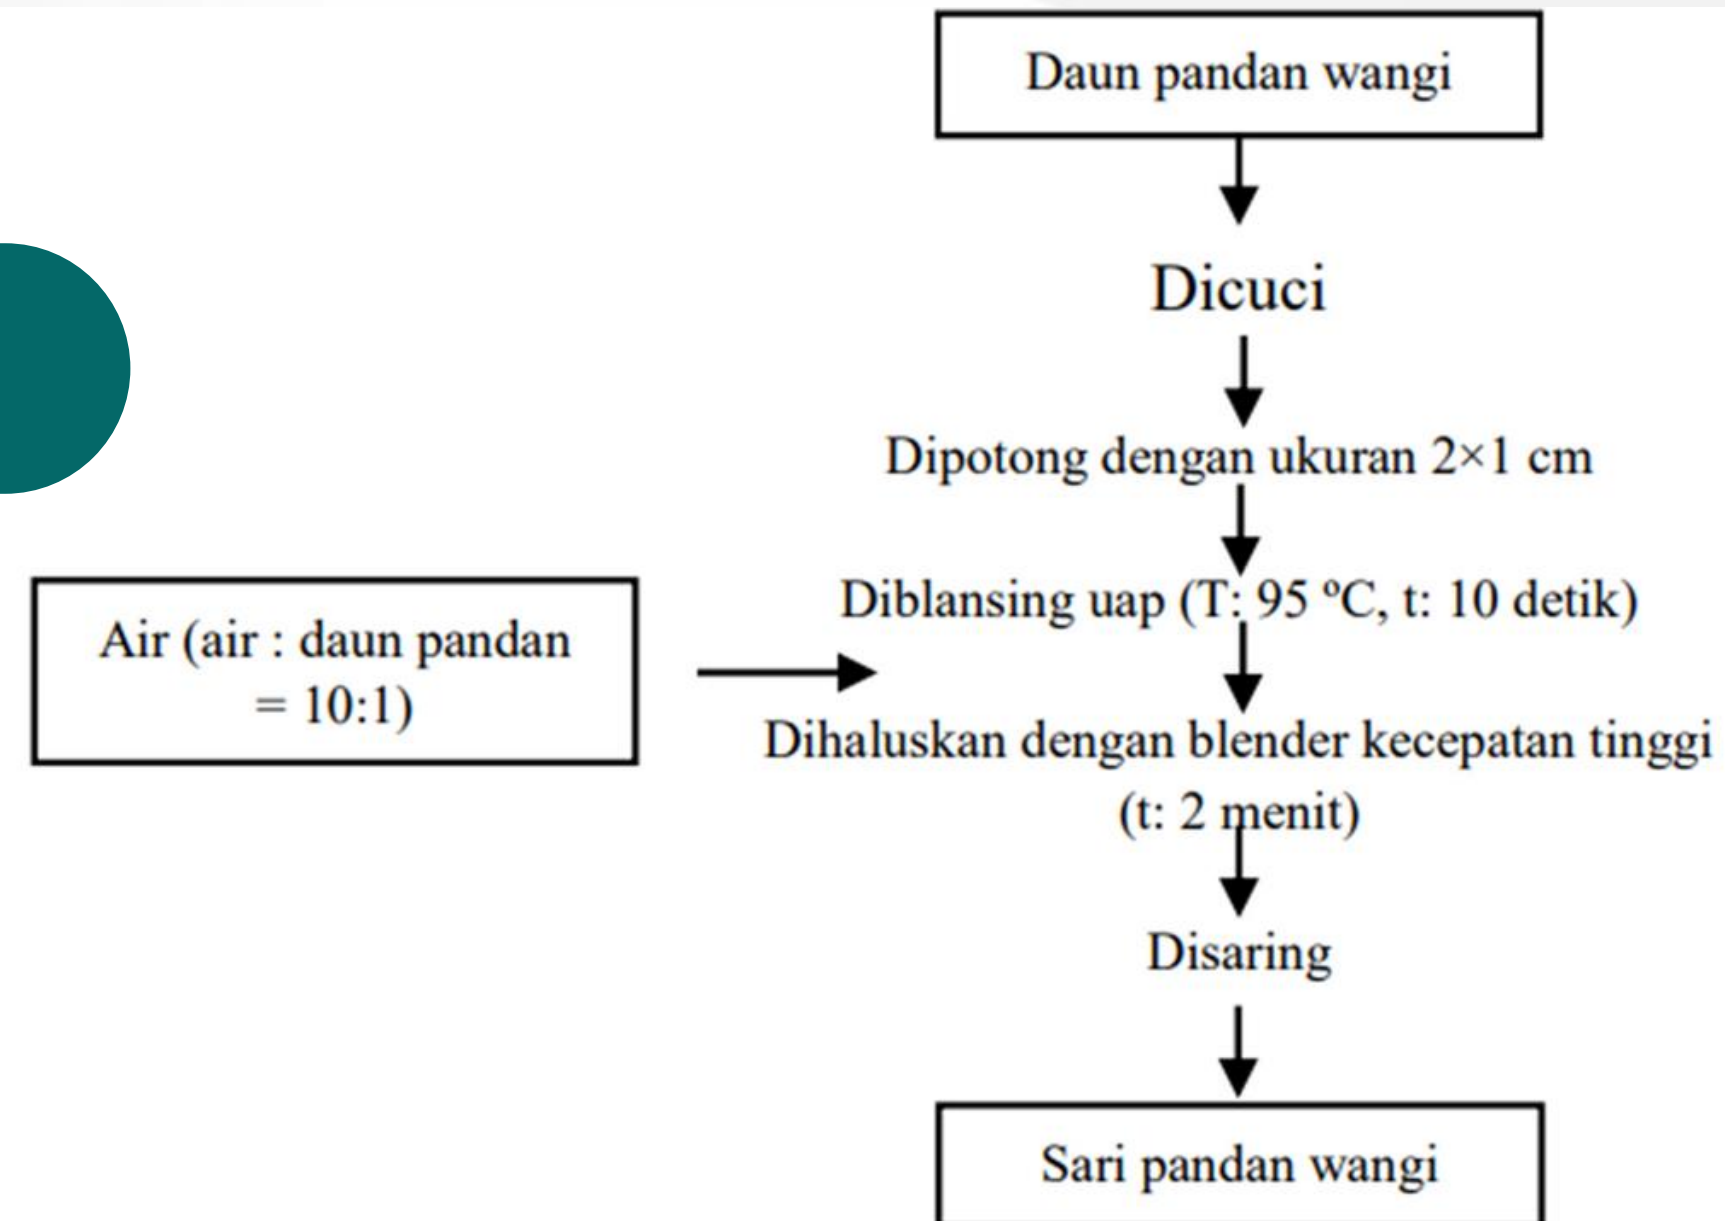 Daun pandan wangi
Dicuci
Dipotong dengan ukuran 2×1 cm
Diblansing uap (T: 95 ºC, t: 10 detik)
Air (air : daun pandan
= 10:1)
Dihaluskan dengan blender kecepatan tinggi
(t: 2 menit)
Disaring
Sari pandan wangi